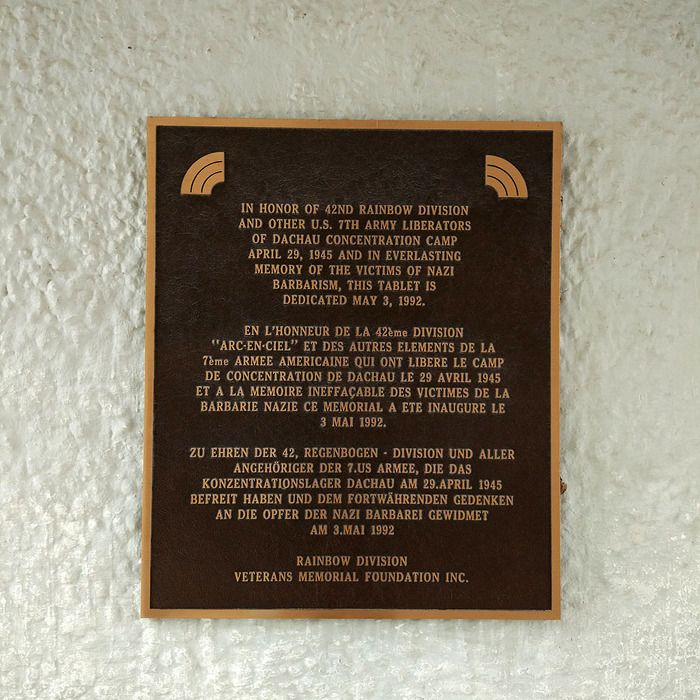 IN HONOR OF 42ND RAINBOW DIVISION
AND OTHER U.S. 7TH ARMY LIBERATORS
OF DACHAU CONCENTRATION CAMP
APRIL 29, 1945 AND IN EVERLASTING
MEMORY OF THE VICTIMS OF NAZI
BARBARISM, THIS TABLET IS
DEDICATED MAY 3, 1992.
EN L'HONNEUR DE LA 42ème DIVISION
"ARC-EN-CIEL" ET DES AUTRES ELEMENTS DE LA
7ème ARMEE AMERICAINE QUI ONT LIBERE LE CAMP
DE CONCENTRATION DE DACHAU LE 29 AVRIL 1945
ET A LA MEMOIRE INEFFAÇABLE DES VICTIMES DE LA
BARBARIE NAZIE CE MEMORIAL A ETE INAUGURE LE
3 MAI 1992.
ZU EHREN DER 42, REGENBOGEN - DIVISION UND ALLER
ANGEHÖRIGER DER 7.US ARMEE, DIE DAS
KONZENTRATIONSLAGER DACHAU AM 29.APRIL 1945
BEFREIT HABEN UND DEM FORTWÄHRENDEN GEDENKEN
AN DIE OPFER DER NAZI BARBAREI GEWIDMET
AM 3.MAI 1992
RAINBOW DIVISION
VETERANS MEMORIAL FOUNDATION INC.